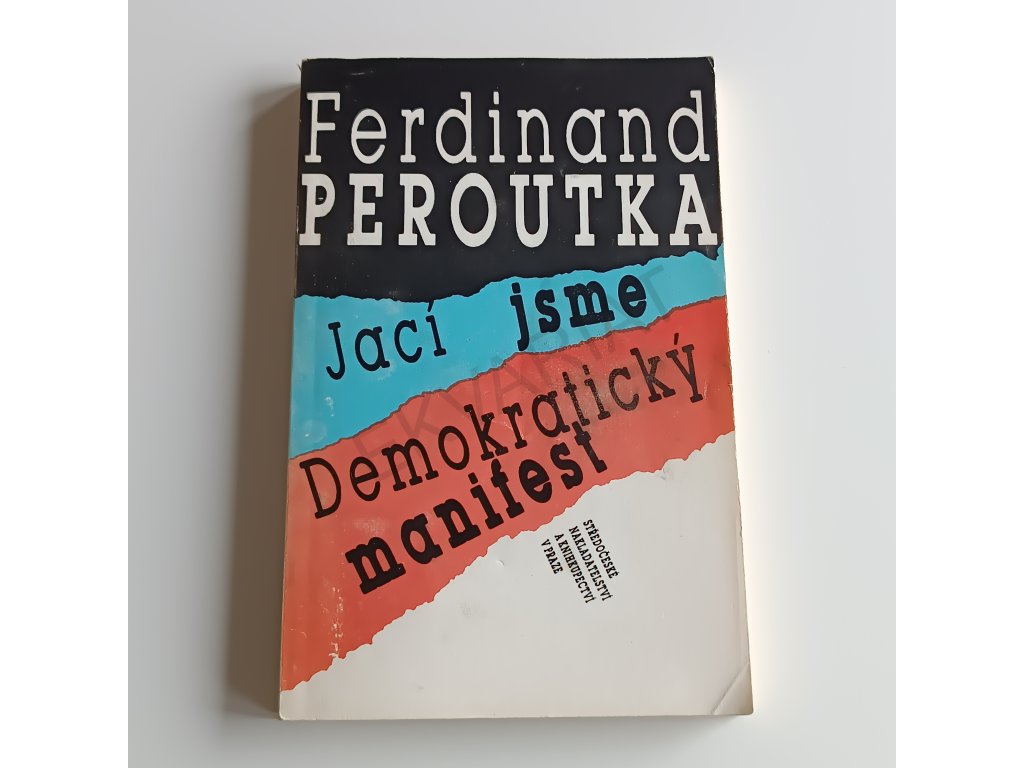 Ferdinand
PEROUTKA
Jací jsme
Demokratický
manifest
STŘEDOČESKÉ
NAKLADATELSTVÍ
A KNIHKUPECTVÍ
V PRAZE